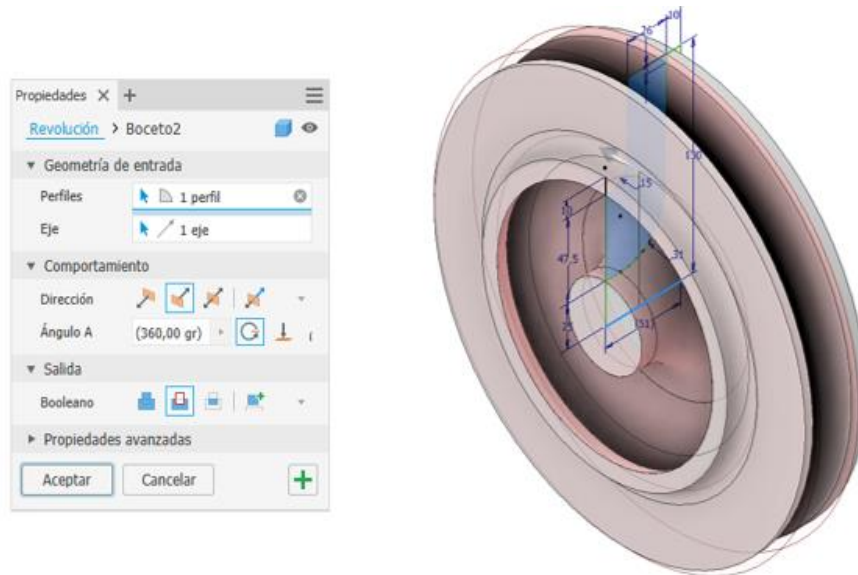 Propiedades
Revolución > Boceto2
Geometría de entrada
Perfiles 1 perfil
Eje 1 eje
Comportamiento
Dirección
Ángulo A (360,00 gr)
Salida
Booleano
Propiedades avanzadas
Aceptar Cancelar
10
76
130
15
10
47,5
31
25
(51)